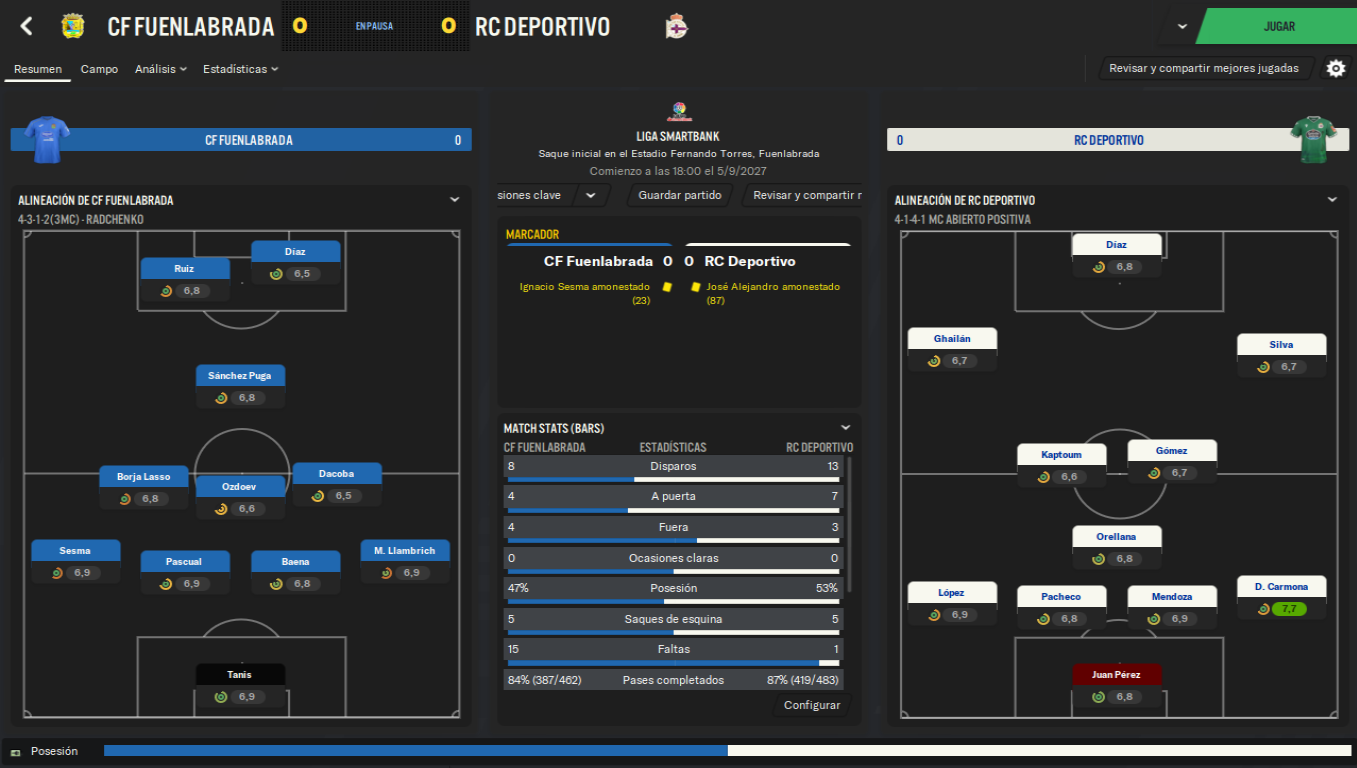 CF FUENLABRADA 0 EN PAUSA 0 RC DEPORTIVO
JUGAR
Resumen Campo Análisis Estadísticas
Revisar y compartir mejores jugadas
CF FUENLABRADA 0
ALINEACIÓN DE CF FUENLABRADA
4-3-1-2(3MC) - RADCHENKO
Díaz
6,5
Ruiz
6,8
Sánchez Puga
6,8
Borja Lasso
6,8
Ozdoev
6,6
Dacoba
6,5
Sesma
6,9
Pascual
6,9
Baena
6,8
M. Llambrich
6,9
Tanis
6,9
LIGA SMARTBANK
Saque inicial en el Estadio Fernando Torres, Fuenlabrada
Comienzo a las 18:00 el 5/9/2027
siones clave
Guardar partido
Revisar y compartir r
MARCADOR
CF Fuenlabrada 0 0 RC Deportivo
Ignacio Sesma amonestado
(23)
José Alejandro amonestado
(87)
MATCH STATS (BARS)
CF FUENLABRADA ESTADÍSTICAS RC DEPORTIVO
8 Disparos 13
4 A puerta 7
4 Fuera 3
0 Ocasiones claras 0
47% Posesión 53%
5 Saques de esquina 5
15 Faltas 1
84% (387/462) Pases completados 87% (419/483)
Configurar
0 RC DEPORTIVO
ALINEACIÓN DE RC DEPORTIVO
4-1-4-1 MC ABIERTO POSITIVA
Díaz
6,8
Ghailán
6,7
Silva
6,7
Kaptoum
6,6
Gómez
6,7
Orellana
6,8
López
6,9
Pacheco
6,8
Mendoza
6,9
D. Carmona
7,7
Juan Pérez
6,8
Posesión